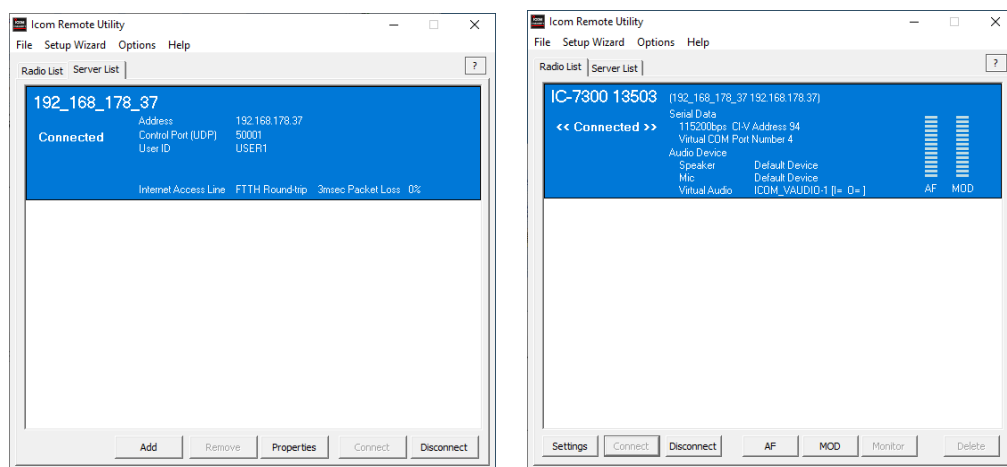 Icom Remote Utility
File Setup Wizard Options Help
Radio List Server List ?
192_168_178_37
Address 192.168.178.37
Connected Control Port (UDP) 50001
User ID USER1
Internet Access Line FTTH Round-trip 3msec Packet Loss 0%
Add Remove Properties Connect Disconnect
Icom Remote Utility
File Setup Wizard Options Help
Radio List Server List ?
IC-7300 13503 (192_168_178_37 192.168.178.37)
Serial Data
<< Connected >> 115200bps CI-V Address 94
Virtual COM Port Number 4
Audio Device
Speaker Default Device
Mic Default Device
Virtual Audio ICOM_VAUDIO-1 [I= O= ] AF MOD
Settings Connect Disconnect AF MOD Monitor Delete